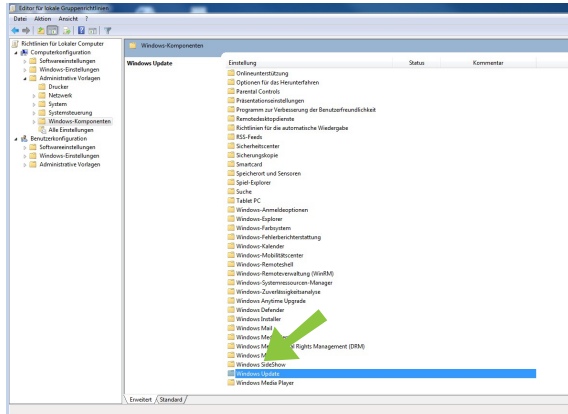 Editor für lokale Gruppenrichtlinien
Datei Aktion Ansicht ?
Richtlinien für Lokaler Computer
Computerkonfiguration
Softwareeinstellungen
Windows-Einstellungen
Administrative Vorlagen
Drucker
Netzwerk
System
Systemsteuerung
Windows-Komponenten
Alle Einstellungen
Benutzerkonfiguration
Softwareeinstellungen
Windows-Einstellungen
Administrative Vorlagen
Windows-Komponenten
Windows Update
Einstellung Status Kommentar
Onlineunterstützung
Optionen für das Herunterfahren
Parental Controls
Präsentationseinstellungen
Programm zur Verbesserung der Benutzerfreundlichkeit
Remotedesktopdienste
Richtlinien für die automatische Wiedergabe
RSS-Feeds
Sicherheitscenter
Sicherungskopie
Smartcard
Speicherort und Sensoren
Spiel-Explorer
Suche
Tablet PC
Windows-Anmeldeoptionen
Windows-Explorer
Windows-Farbsystem
Windows-Fehlerberichterstattung
Windows-Kalender
Windows-Mobilitätscenter
Windows-Remoteshell
Windows-Remoteverwaltung (WinRM)
Windows-Systemressourcen-Manager
Windows-Zuverlässigkeitsanalyse
Windows Anytime Upgrade
Windows Defender
Windows Installer
Windows Mail
Windows
Windows Rights Management (DRM)
Windows
Windows SideShow
Windows Update
Windows Media Player
Erweitert Standard